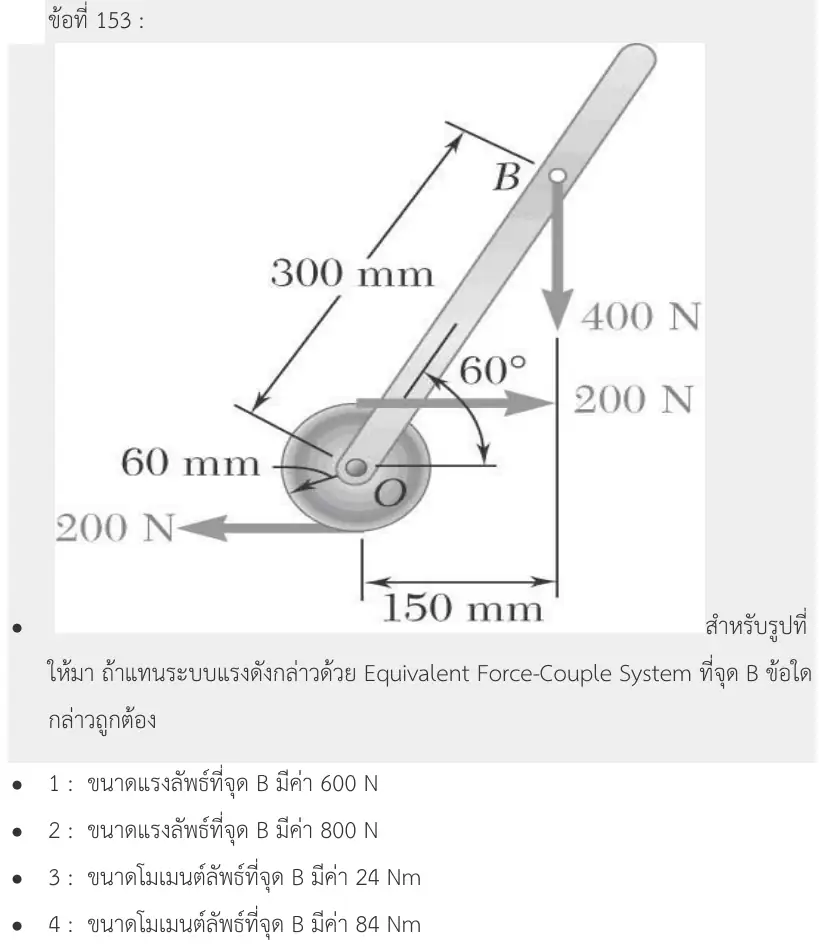 ข้อที่ 153 :
B
300 mm
400 N
60°
200 N
60 mm
O
200 N
150 mm
• สำหรับรูปที่
ให้มา ถ้าแทนระบบแรงดังกล่าวด้วย Equivalent Force-Couple System ที่จุด B ข้อใด
กล่าวถูกต้อง
• 1 : ขนาดแรงลัพธ์ที่จุด B มีค่า 600 N
• 2 : ขนาดแรงลัพธ์ที่จุด B มีค่า 800 N
• 3 : ขนาดโมเมนต์ลัพธ์ที่จุด B มีค่า 24 Nm
• 4 : ขนาดโมเมนต์ลัพธ์ที่จุด B มีค่า 84 Nm